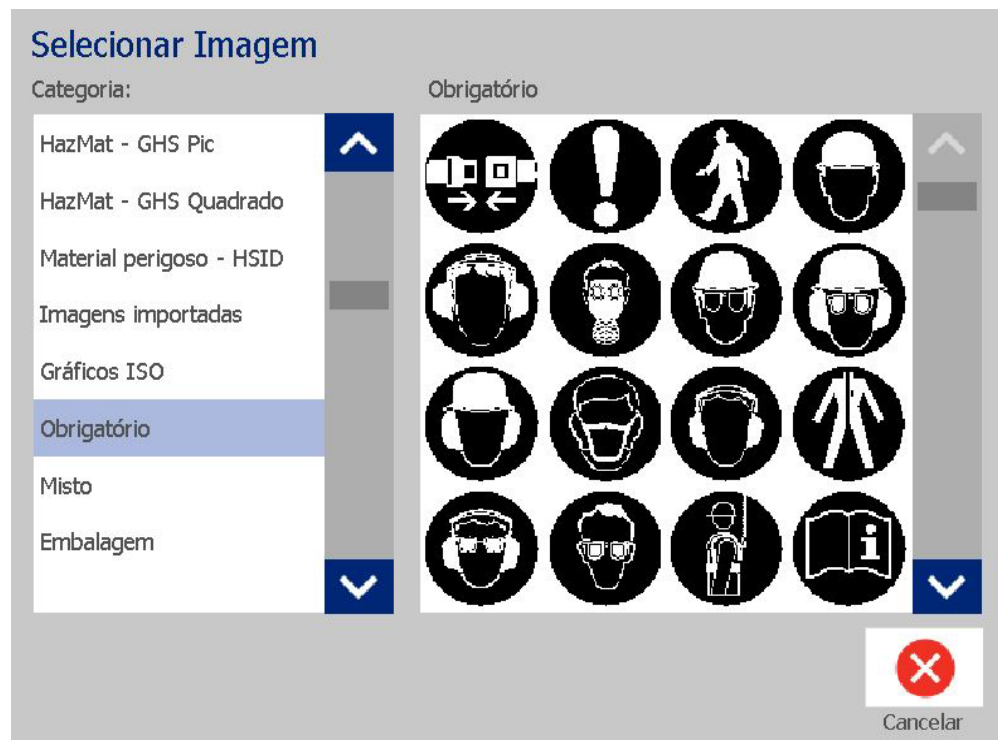 Selecionar Imagem
Categoria:
Obrigatório
HazMat - GHS Pic
HazMat - GHS Quadrado
Material perigoso - HSID
Imagens importadas
Gráficos ISO
Obrigatório
Misto
Embalagem
i
Cancelar